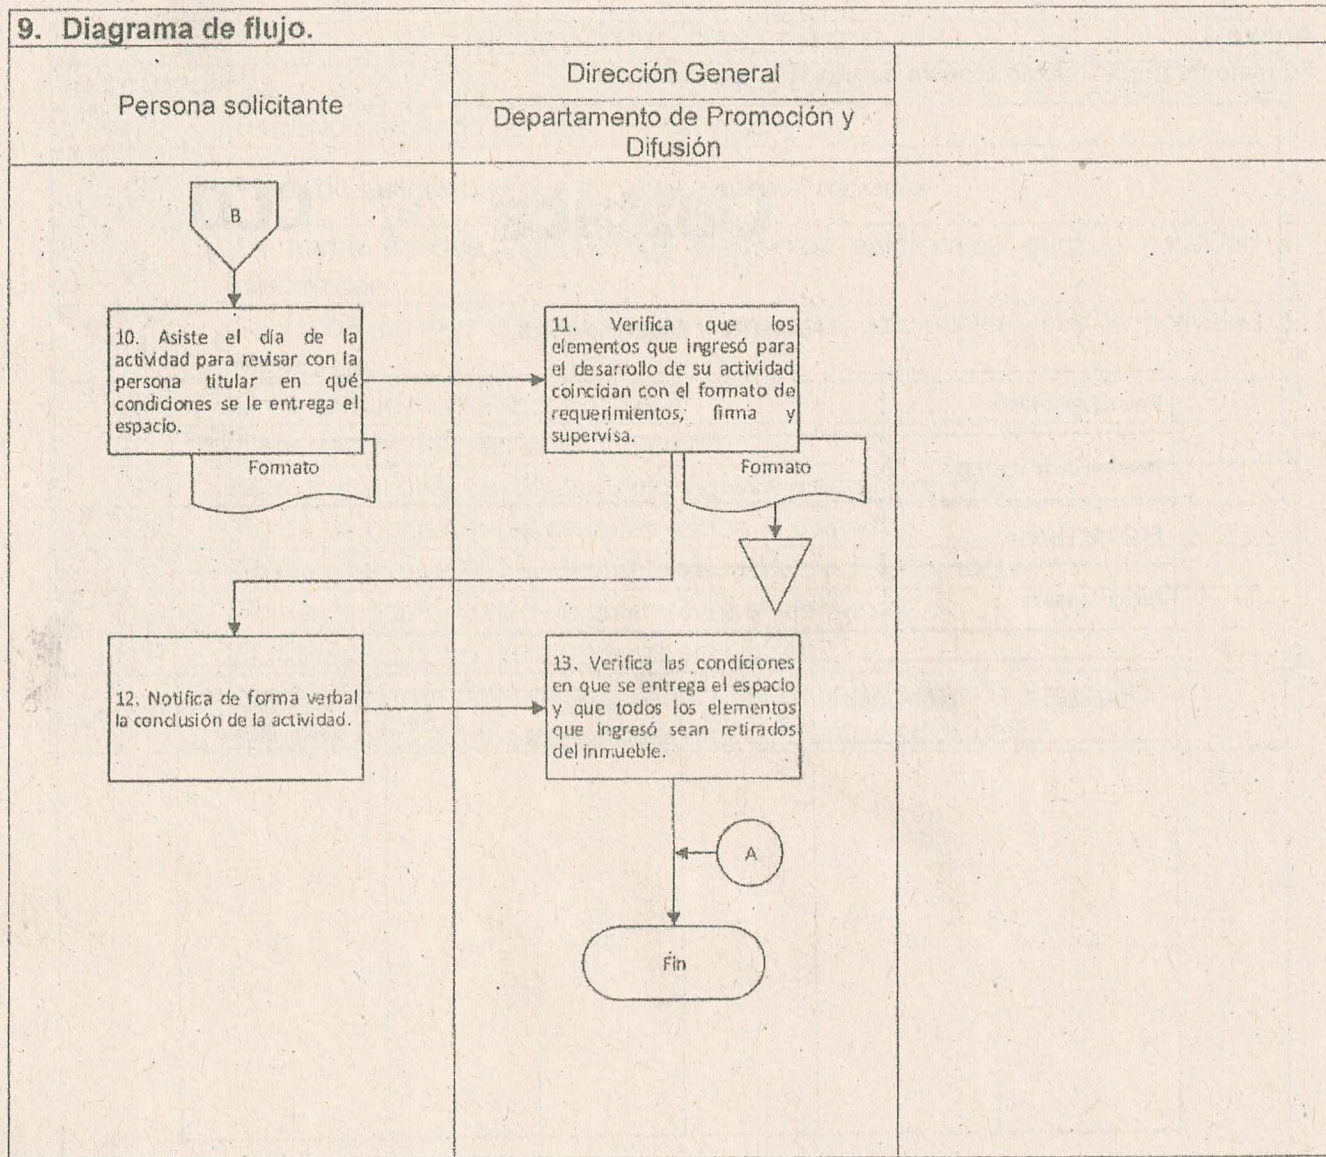 9. Diagrama de flujo.
Persona solicitante
Dirección General
Departamento de Promoción y
Difusión
B
10. Asiste el día de la
actividad para revisar con la
persona titular en qué
condiciones se le entrega el
espacio.
Formato
11. Verifica que los
elementos que ingresó para
el desarrollo de su actividad
coincidan con el formato de
requerimientos, firma y
supervisa.
Formato
12. Notifica de forma verbal
la conclusión de la actividad.
13. Verifica las condiciones
en que se entrega el espacio
y que todos los elementos
que ingresó sean retirados
del inmueble.
A
Fin